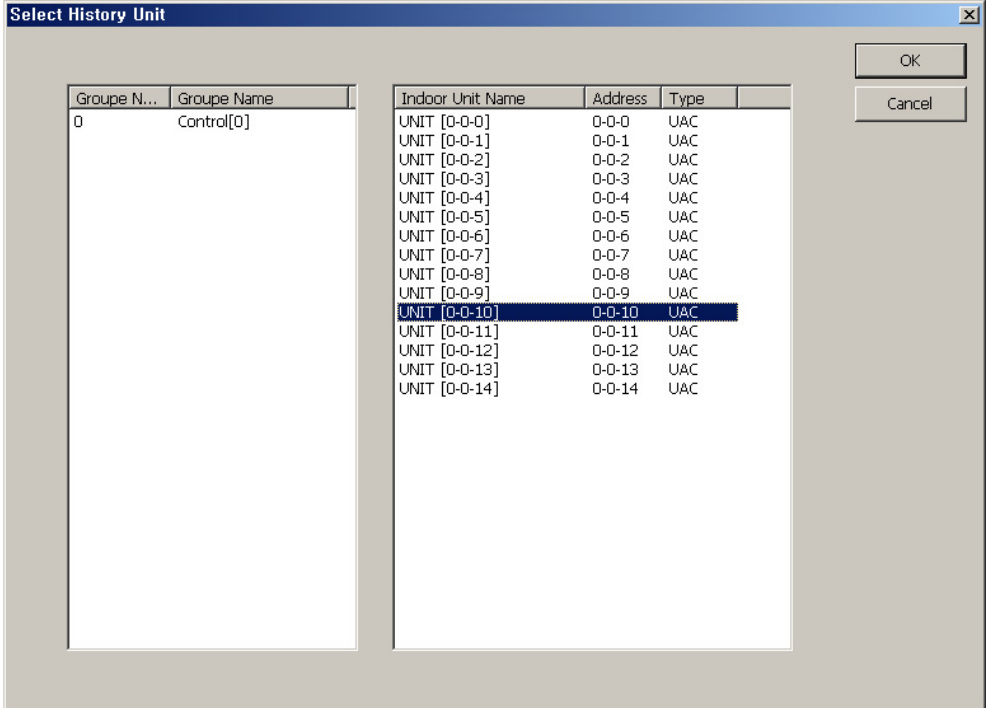 Select History Unit
OK
Cancel
Groupe N... Groupe Name
0 Control[0]
Indoor Unit Name Address Type
UNIT [0-0-0] 0-0-0 UAC
UNIT [0-0-1] 0-0-1 UAC
UNIT [0-0-2] 0-0-2 UAC
UNIT [0-0-3] 0-0-3 UAC
UNIT [0-0-4] 0-0-4 UAC
UNIT [0-0-5] 0-0-5 UAC
UNIT [0-0-6] 0-0-6 UAC
UNIT [0-0-7] 0-0-7 UAC
UNIT [0-0-8] 0-0-8 UAC
UNIT [0-0-9] 0-0-9 UAC
UNIT [0-0-10] 0-0-10 UAC
UNIT [0-0-11] 0-0-11 UAC
UNIT [0-0-12] 0-0-12 UAC
UNIT [0-0-13] 0-0-13 UAC
UNIT [0-0-14] 0-0-14 UAC